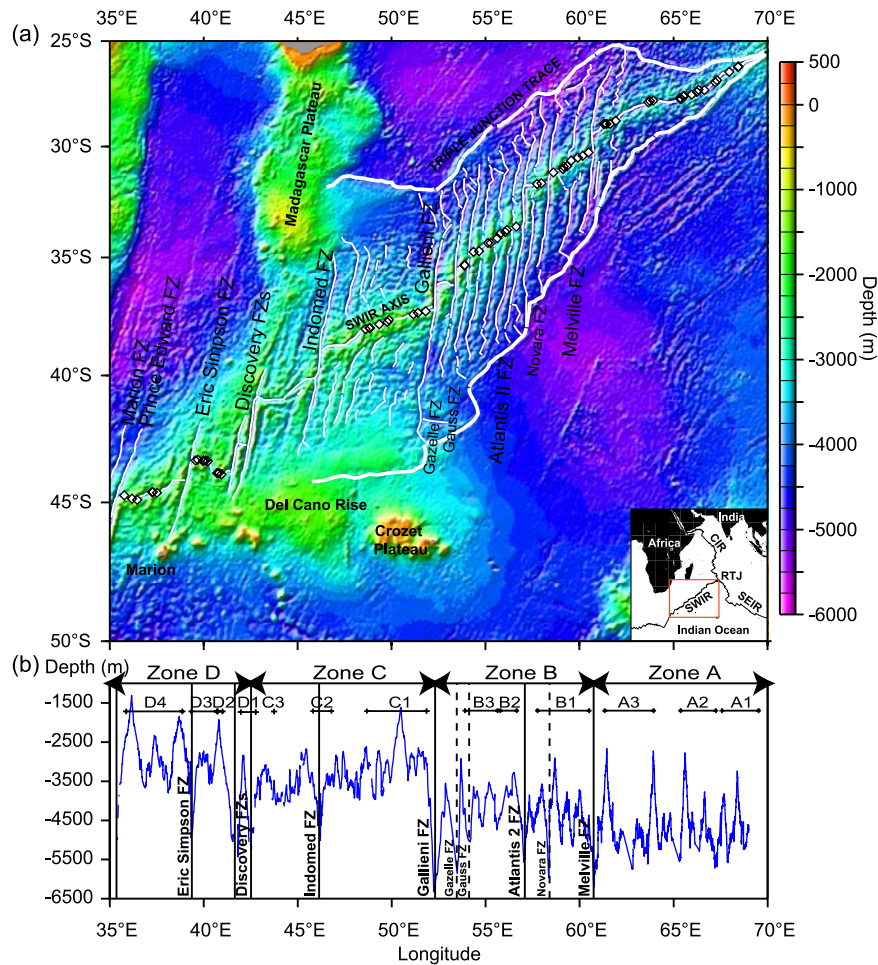 35°E 40°E 45°E 50°E 55°E 60°E 65°E 70°E
(a)
25°S
30°S
35°S
40°S
45°S
50°S
Madagascar Plateau
TRIPLE JUNCTION TRACE
Marion FZ
Prince Edward FZ
Eric Simpson FZ
Discovery FZs
Indomed FZ
SWIR AXIS
Gallieni FZ
Gazelle FZ
Gauss FZ
Atlantis II FZ
Novara FZ
Melville FZ
Del Cano Rise
Crozet
Plateau
Marion
India
Africa
CIR
RTJ
SWIR
SEIR
Indian Ocean
500
0
-1000
-2000
-3000
-4000
-5000
-6000
Depth (m)
(b)
Depth (m)
Zone D Zone C Zone B Zone A
-1500
-2500
-3500
-4500
-5500
-6500
D4 D3 D2 D1 C3 C2 C1 B3 B2 B1 A3 A2 A1
Eric Simpson FZ
Discovery FZs
Indomed FZ
Gallieni FZ
Gazelle FZ
Gauss FZ
Atlantis 2 FZ
Novara FZ
Melville FZ
35°E 40°E 45°E 50°E 55°E 60°E 65°E 70°E
Longitude